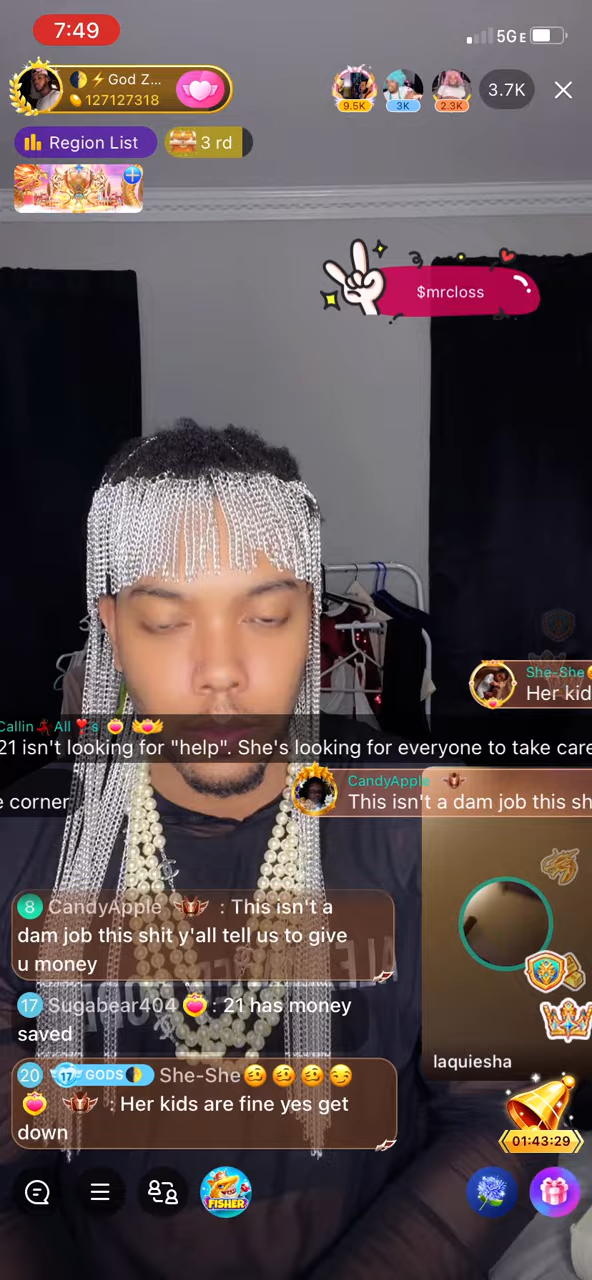 7:49
5G E
God Z...
127127318
9.5K
3K
2.3K
3.7K
Region List
3 rd
$mrcloss
She-She
Her kid
Callin All s
21 isn't looking for "help". She's looking for everyone to take care
CandyApple
e corner
This isn't a dam job this sh
8 CandyApple : This isn't a
dam job this shit y'all tell us to give
u money
17 Sugabear404 : 21 has money
saved
20 17 GODS She-She
: Her kids are fine yes get
down
laquiesha
01:43:29
FISHER